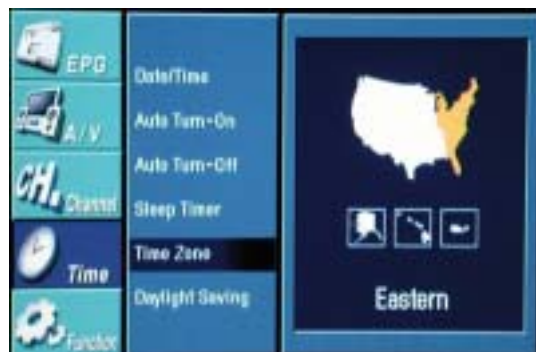 EPG
A/V
CH. Channel
Time
Function
Date/Time
Auto Turn-On
Auto Turn-Off
Sleep Timer
Time Zone
Daylight Saving
Eastern